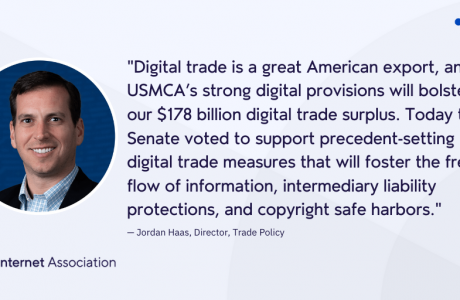 "Digital trade is a great American export, an
USMCA's strong digital provisions will bolste
our $178 billion digital trade surplus. Today t
Senate voted to support precedent-setting
digital trade measures that will foster the fre
flow of information, intermediary liability
protections, and copyright safe harbors."
— Jordan Haas, Director, Trade Policy
nternet Association